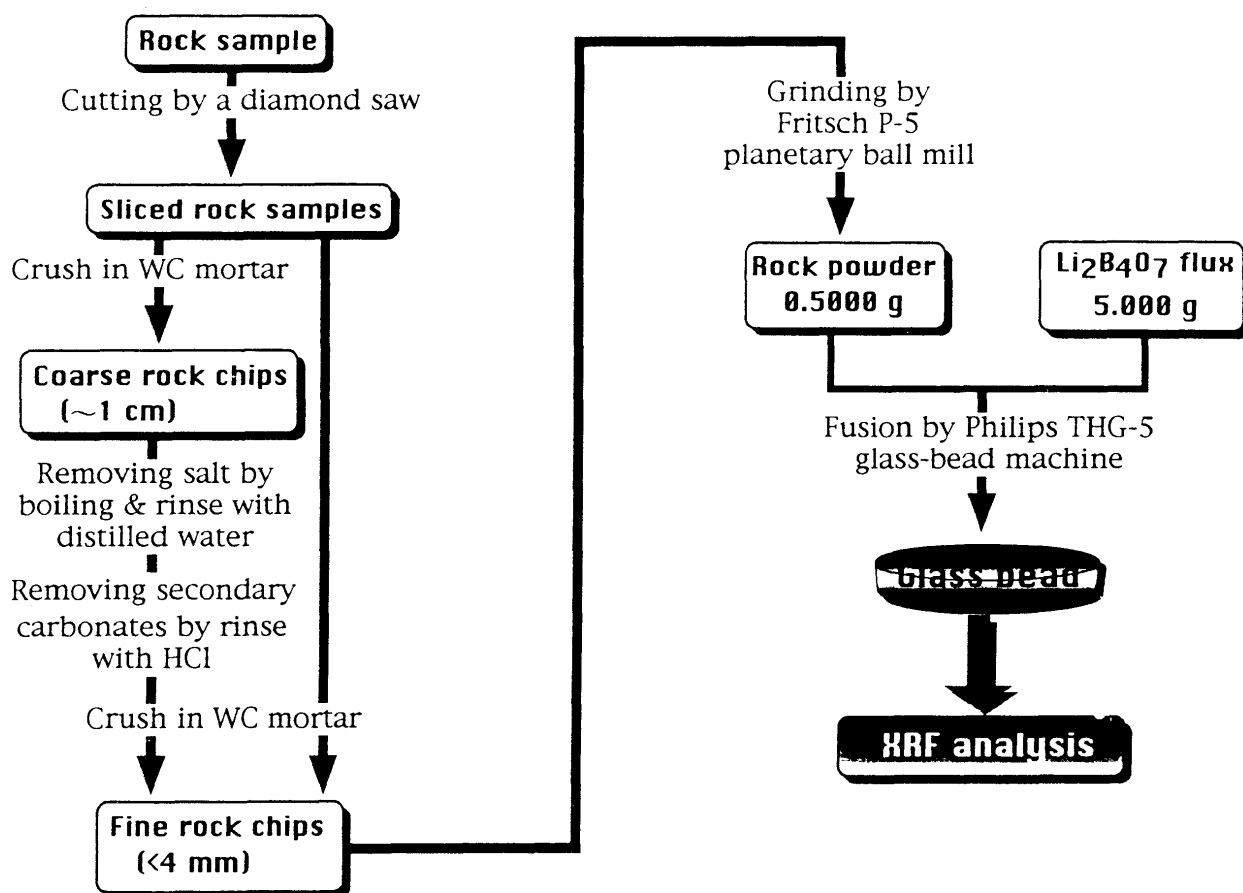 Rock sample
Cutting by a diamond saw
Sliced rock samples
Crush in WC mortar
Coarse rock chips
(~1 cm)
Removing salt by
boiling & rinse with
distilled water
Removing secondary
carbonates by rinse
with HCl
Crush in WC mortar
Fine rock chips
(<4 mm)
Grinding by
Fritsch P-5
planetary ball mill
Rock powder
0.5000 g
Li2B4O7 flux
5.000 g
Fusion by Philips THG-5
glass-bead machine
Glass bead
XRF analysis